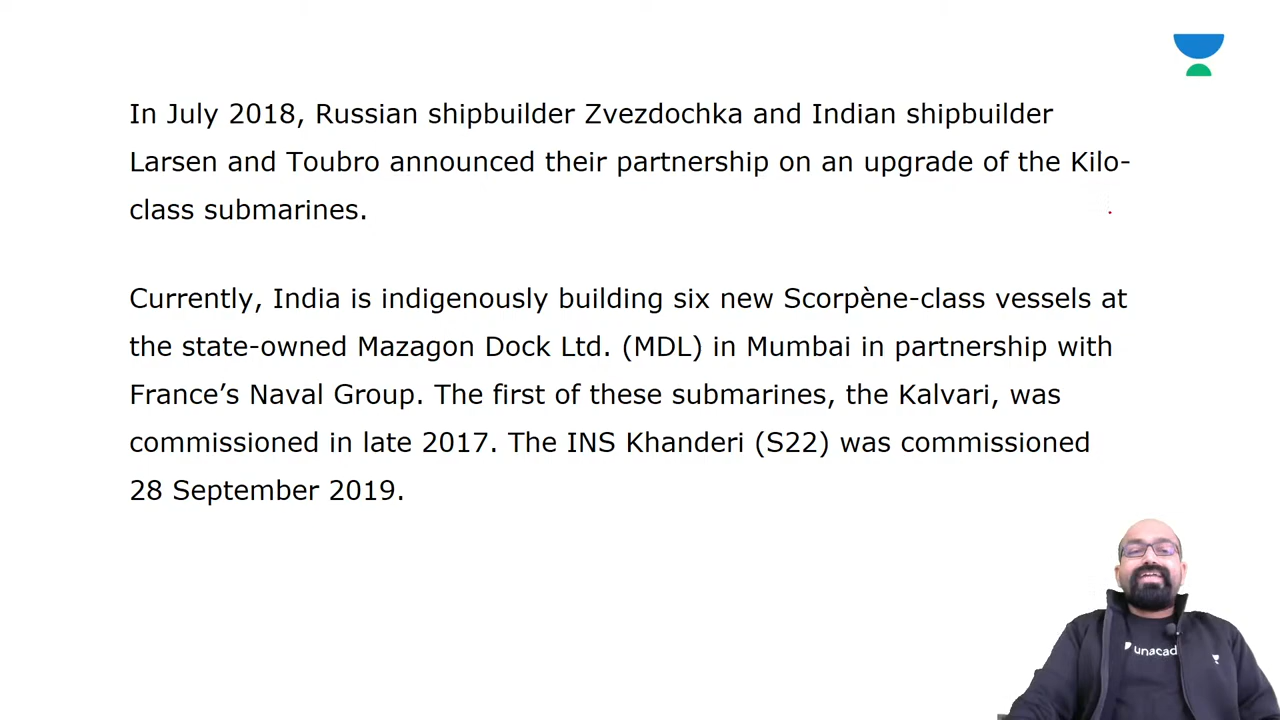 In July 2018, Russian shipbuilder Zvezdochka and Indian shipbuilder
Larsen and Toubro announced their partnership on an upgrade of the Kilo-
class submarines.
Currently, India is indigenously building six new Scorpène-class vessels at
the state-owned Mazagon Dock Ltd. (MDL) in Mumbai in partnership with
France’s Naval Group. The first of these submarines, the Kalvari, was
commissioned in late 2017. The INS Khanderi (S22) was commissioned
28 September 2019.
unacad